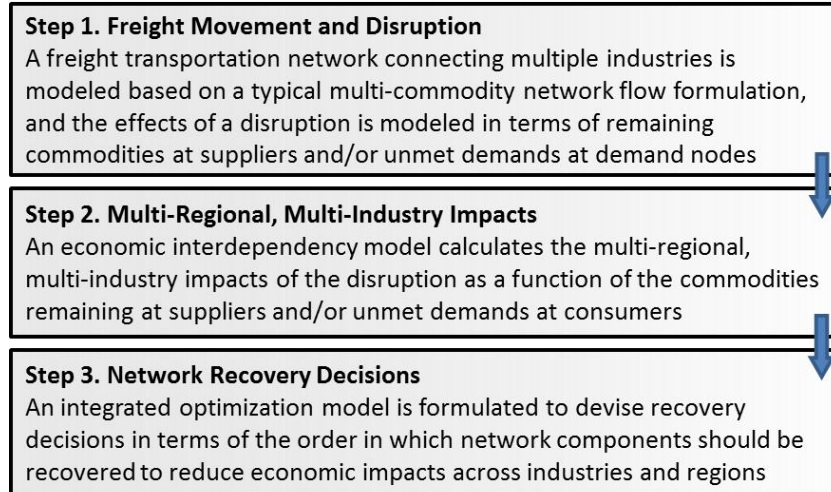 Step 1. Freight Movement and Disruption
A freight transportation network connecting multiple industries is
modeled based on a typical multi-commodity network flow formulation,
and the effects of a disruption is modeled in terms of remaining
commodities at suppliers and/or unmet demands at demand nodes
Step 2. Multi-Regional, Multi-Industry Impacts
An economic interdependency model calculates the multi-regional,
multi-industry impacts of the disruption as a function of the commodities
remaining at suppliers and/or unmet demands at consumers
Step 3. Network Recovery Decisions
An integrated optimization model is formulated to devise recovery
decisions in terms of the order in which network components should be
recovered to reduce economic impacts across industries and regions